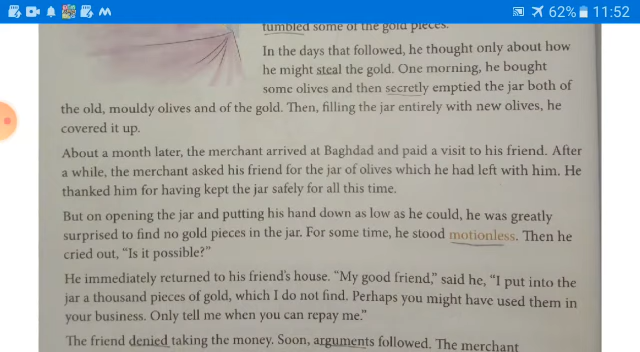 62% 11:52
tumbled some of the gold pieces.
In the days that followed, he thought only about how
he might steal the gold. One morning, he bought
some olives and then secretly emptied the jar both of
the old, mouldy olives and of the gold. Then, filling the jar entirely with new olives, he
covered it up.
About a month later, the merchant arrived at Baghdad and paid a visit to his friend. After
a while, the merchant asked his friend for the jar of olives which he had left with him. He
thanked him for having kept the jar safely for all this time.
But on opening the jar and putting his hand down as low as he could, he was greatly
surprised to find no gold pieces in the jar. For some time, he stood motionless. Then he
cried out, “Is it possible?”
He immediately returned to his friend's house. “My good friend,” said he, “I put into the
jar a thousand pieces of gold, which I do not find. Perhaps you might have used them in
your business. Only tell me when you can repay me.”
The friend denied taking the money. Soon, arguments followed. The merchant